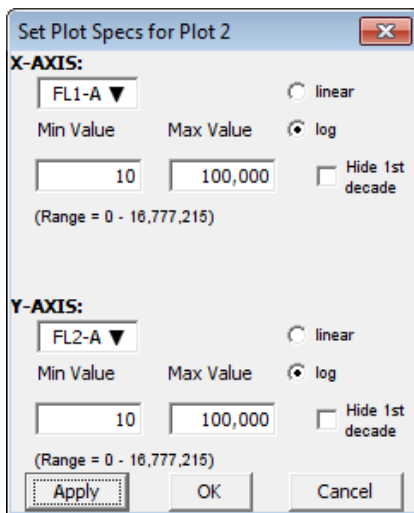 Set Plot Specs for Plot 2
X-AXIS:
FL1-A ▼
linear
Min Value Max Value log
10 100,000 Hide 1st
decade
(Range = 0 - 16,777,215)
Y-AXIS:
FL2-A ▼
linear
Min Value Max Value log
10 100,000 Hide 1st
decade
(Range = 0 - 16,777,215)
Apply OK Cancel